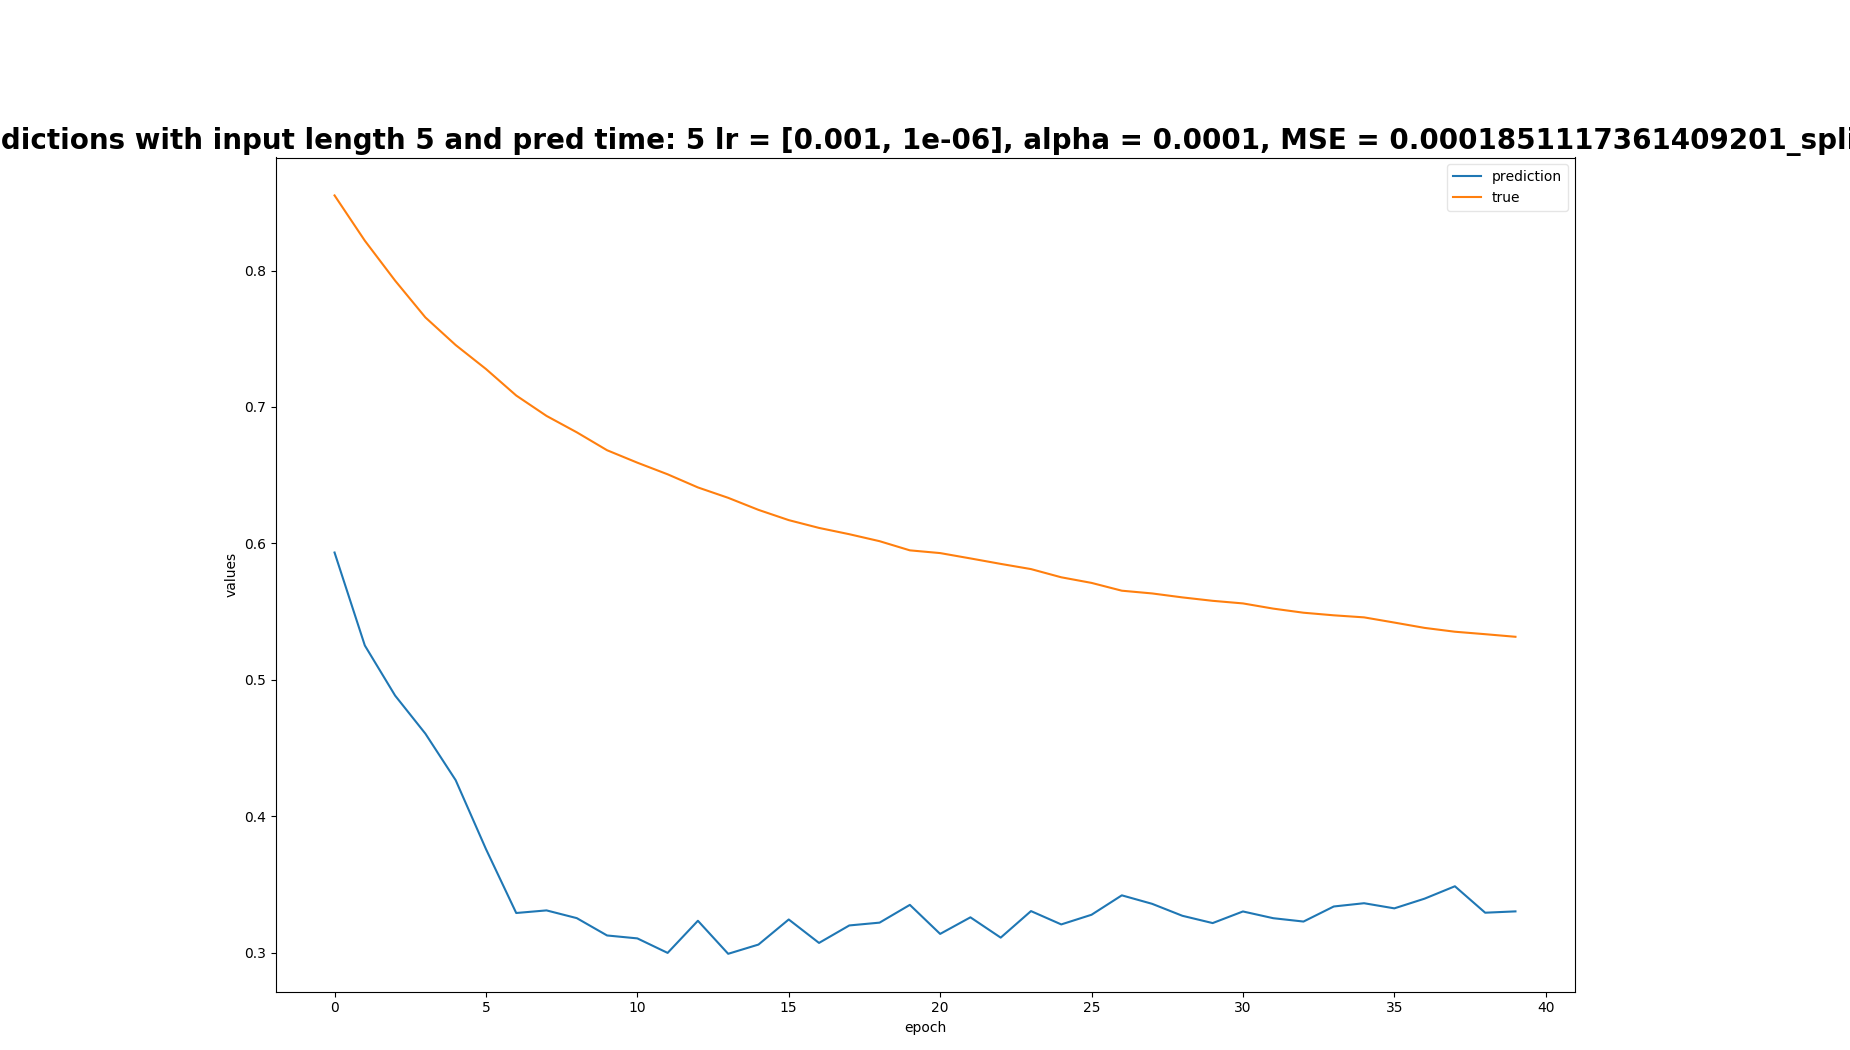 dictions with input length 5 and pred time: 5 lr = [0.001, 1e-06], alpha = 0.0001, MSE = 0.0001851117361409201_spli
prediction
true
0.8
0.7
0.6
0.5
0.4
0.3
values
0 5 10 15 20 25 30 35 40
epoch